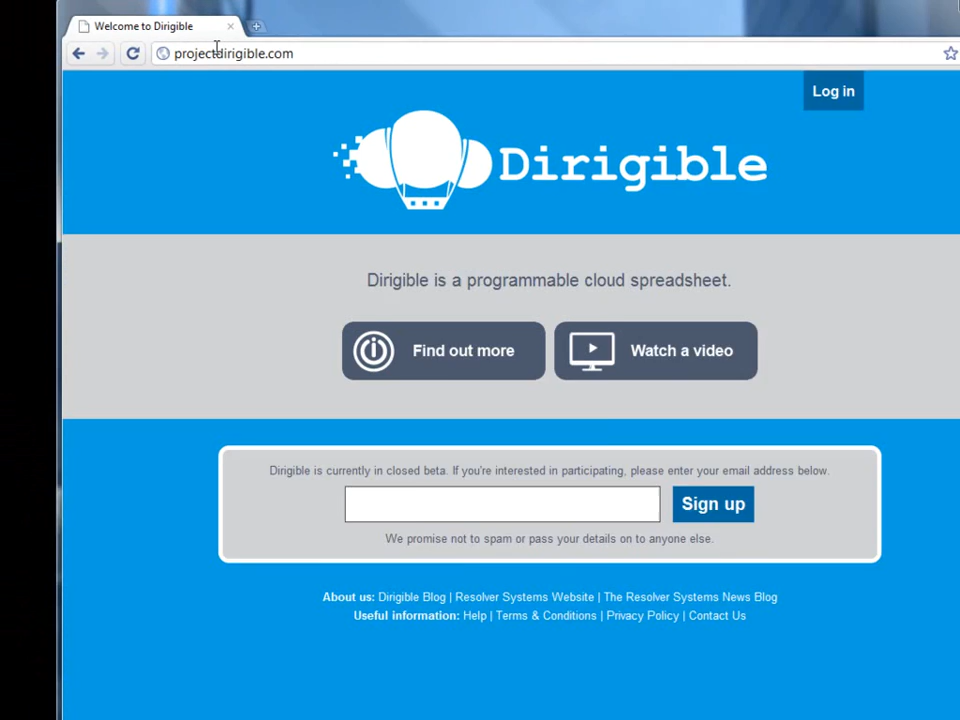 Welcome to Dirigible
projectdirigible.com
Log in
Dirigible
Dirigible is a programmable cloud spreadsheet.
Find out more
Watch a video
Dirigible is currently in closed beta. If you're interested in participating, please enter your email address below.
Sign up
We promise not to spam or pass your details on to anyone else.
About us: Dirigible Blog | Resolver Systems Website | The Resolver Systems News Blog
Useful information: Help | Terms & Conditions | Privacy Policy | Contact Us